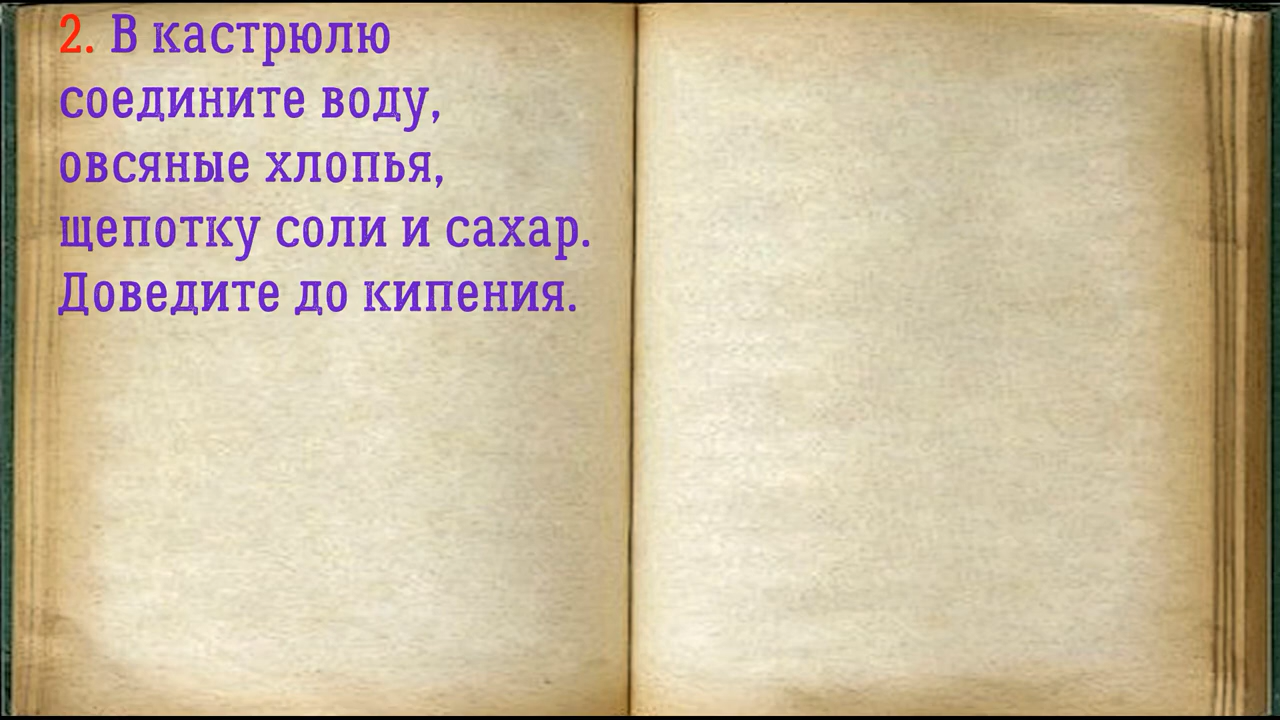 2. В кастрюлю
соедините воду,
овсяные хлопья,
щепотку соли и сахар.
Доведите до кипения.